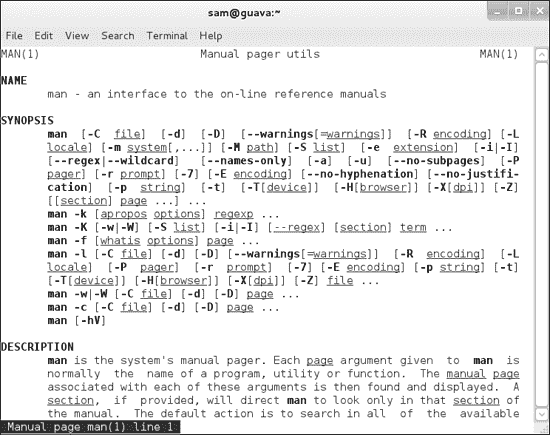 sam@guava:~
File Edit View Search Terminal Help
MAN(1) Manual pager utils MAN(1)
NAME
man - an interface to the on-line reference manuals
SYNOPSIS
man [-C file] [-d] [-D] [--warnings[=warnings]] [-R encoding] [-L
locale] [-m system[,...]] [-M path] [-S list] [-e extension] [-i|-I]
[--regex|--wildcard] [--names-only] [-a] [-u] [--no-subpages] [-P
pager] [-r prompt] [-7] [-E encoding] [--no-hyphenation] [--no-justifi-
cation] [-p string] [-t] [-T[device]] [-H[browser]] [-X[dpi]] [-Z]
[[section] page ...] ...
man -k [apropos options] regexp ...
man -K [-w|-W] [-S list] [-i|-I] [--regex] [section] term ...
man -f [whatis options] page ...
man -l [-C file] [-d] [-D] [--warnings[=warnings]] [-R encoding] [-L
locale] [-P pager] [-r prompt] [-7] [-E encoding] [-p string] [-t]
[-T[device]] [-H[browser]] [-X[dpi]] [-Z] file ...
man -w|-W [-C file] [-d] [-D] page ...
man -c [-C file] [-d] [-D] page ...
man [-hV]
DESCRIPTION
man is the system's manual pager. Each page argument given to man is
normally the name of a program, utility or function. The manual page
associated with each of these arguments is then found and displayed. A
section, if provided, will direct man to look only in that section of
the manual. The default action is to search in all of the available
Manual page man(1) line 1